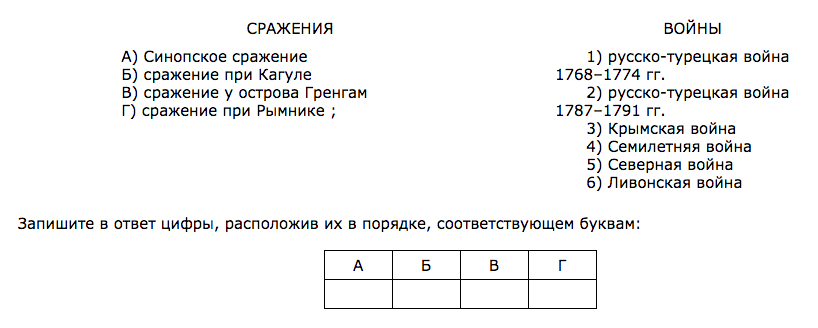 СРАЖЕНИЯ
А) Синопское сражение
Б) сражение при Кагуле
В) сражение у острова Гренгам
Г) сражение при Рымнике ;
ВОЙНЫ
1) русско-турецкая война
1768–1774 гг.
2) русско-турецкая война
1787–1791 гг.
3) Крымская война
4) Семилетняя война
5) Северная война
6) Ливонская война
Запишите в ответ цифры, расположив их в порядке, соответствующем буквам:
А Б В Г